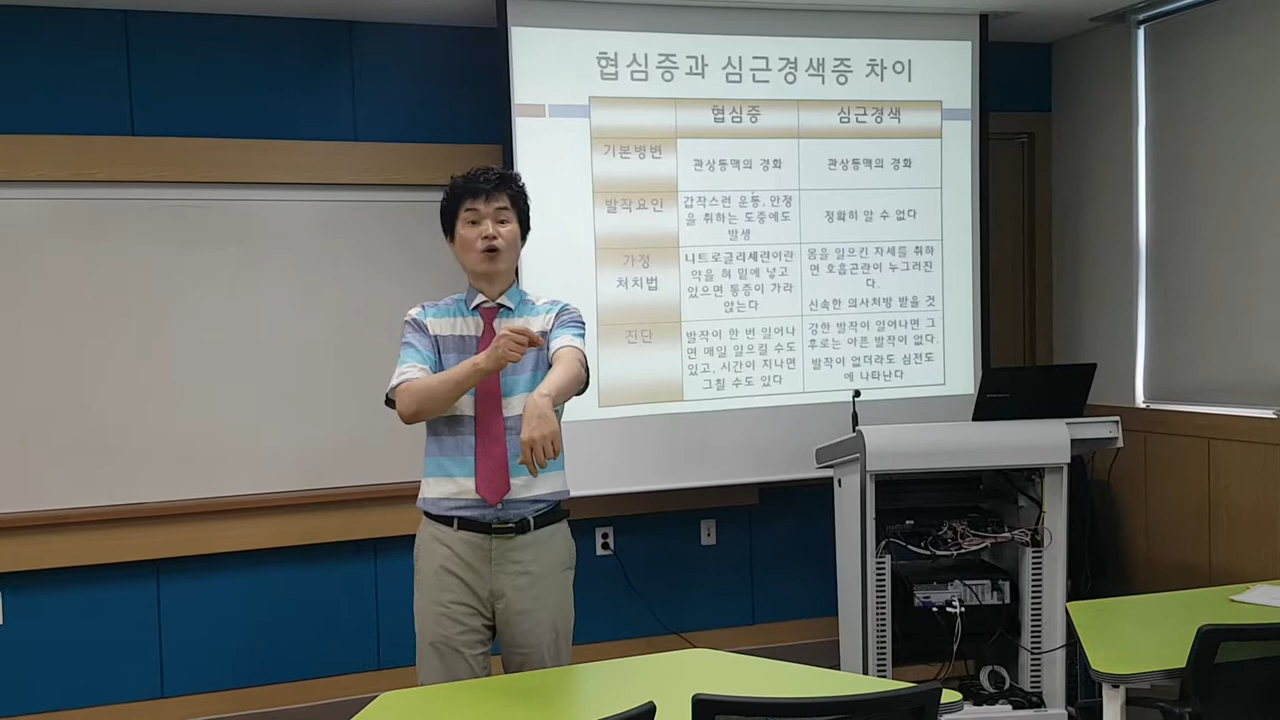 협심증과 심근경색증 차이
협심증 심근경색
기본병변
관상동맥의 경화
관상동맥의 경화
발작요인
갑작스런 운동, 안정
을 취하는 도중에도
발생
정확히 알 수 없다
가정
처치법
니트로글리세린이란
약을 혀 밑에 넣고
있으면 통증이 가라
앉는다
몸을 일으킨 자세를 취하
면 호흡곤란이 누그러진
다.
신속한 의사처방 받을 것
진단
발작이 한 번 일어나
면 매일 일으킬 수도
있고, 시간이 지나면
그칠 수도 있다
강한 발작이 일어나면 그
후로는 아픈 발작이 없다.
발작이 없더라도 심전도
에 나타난다